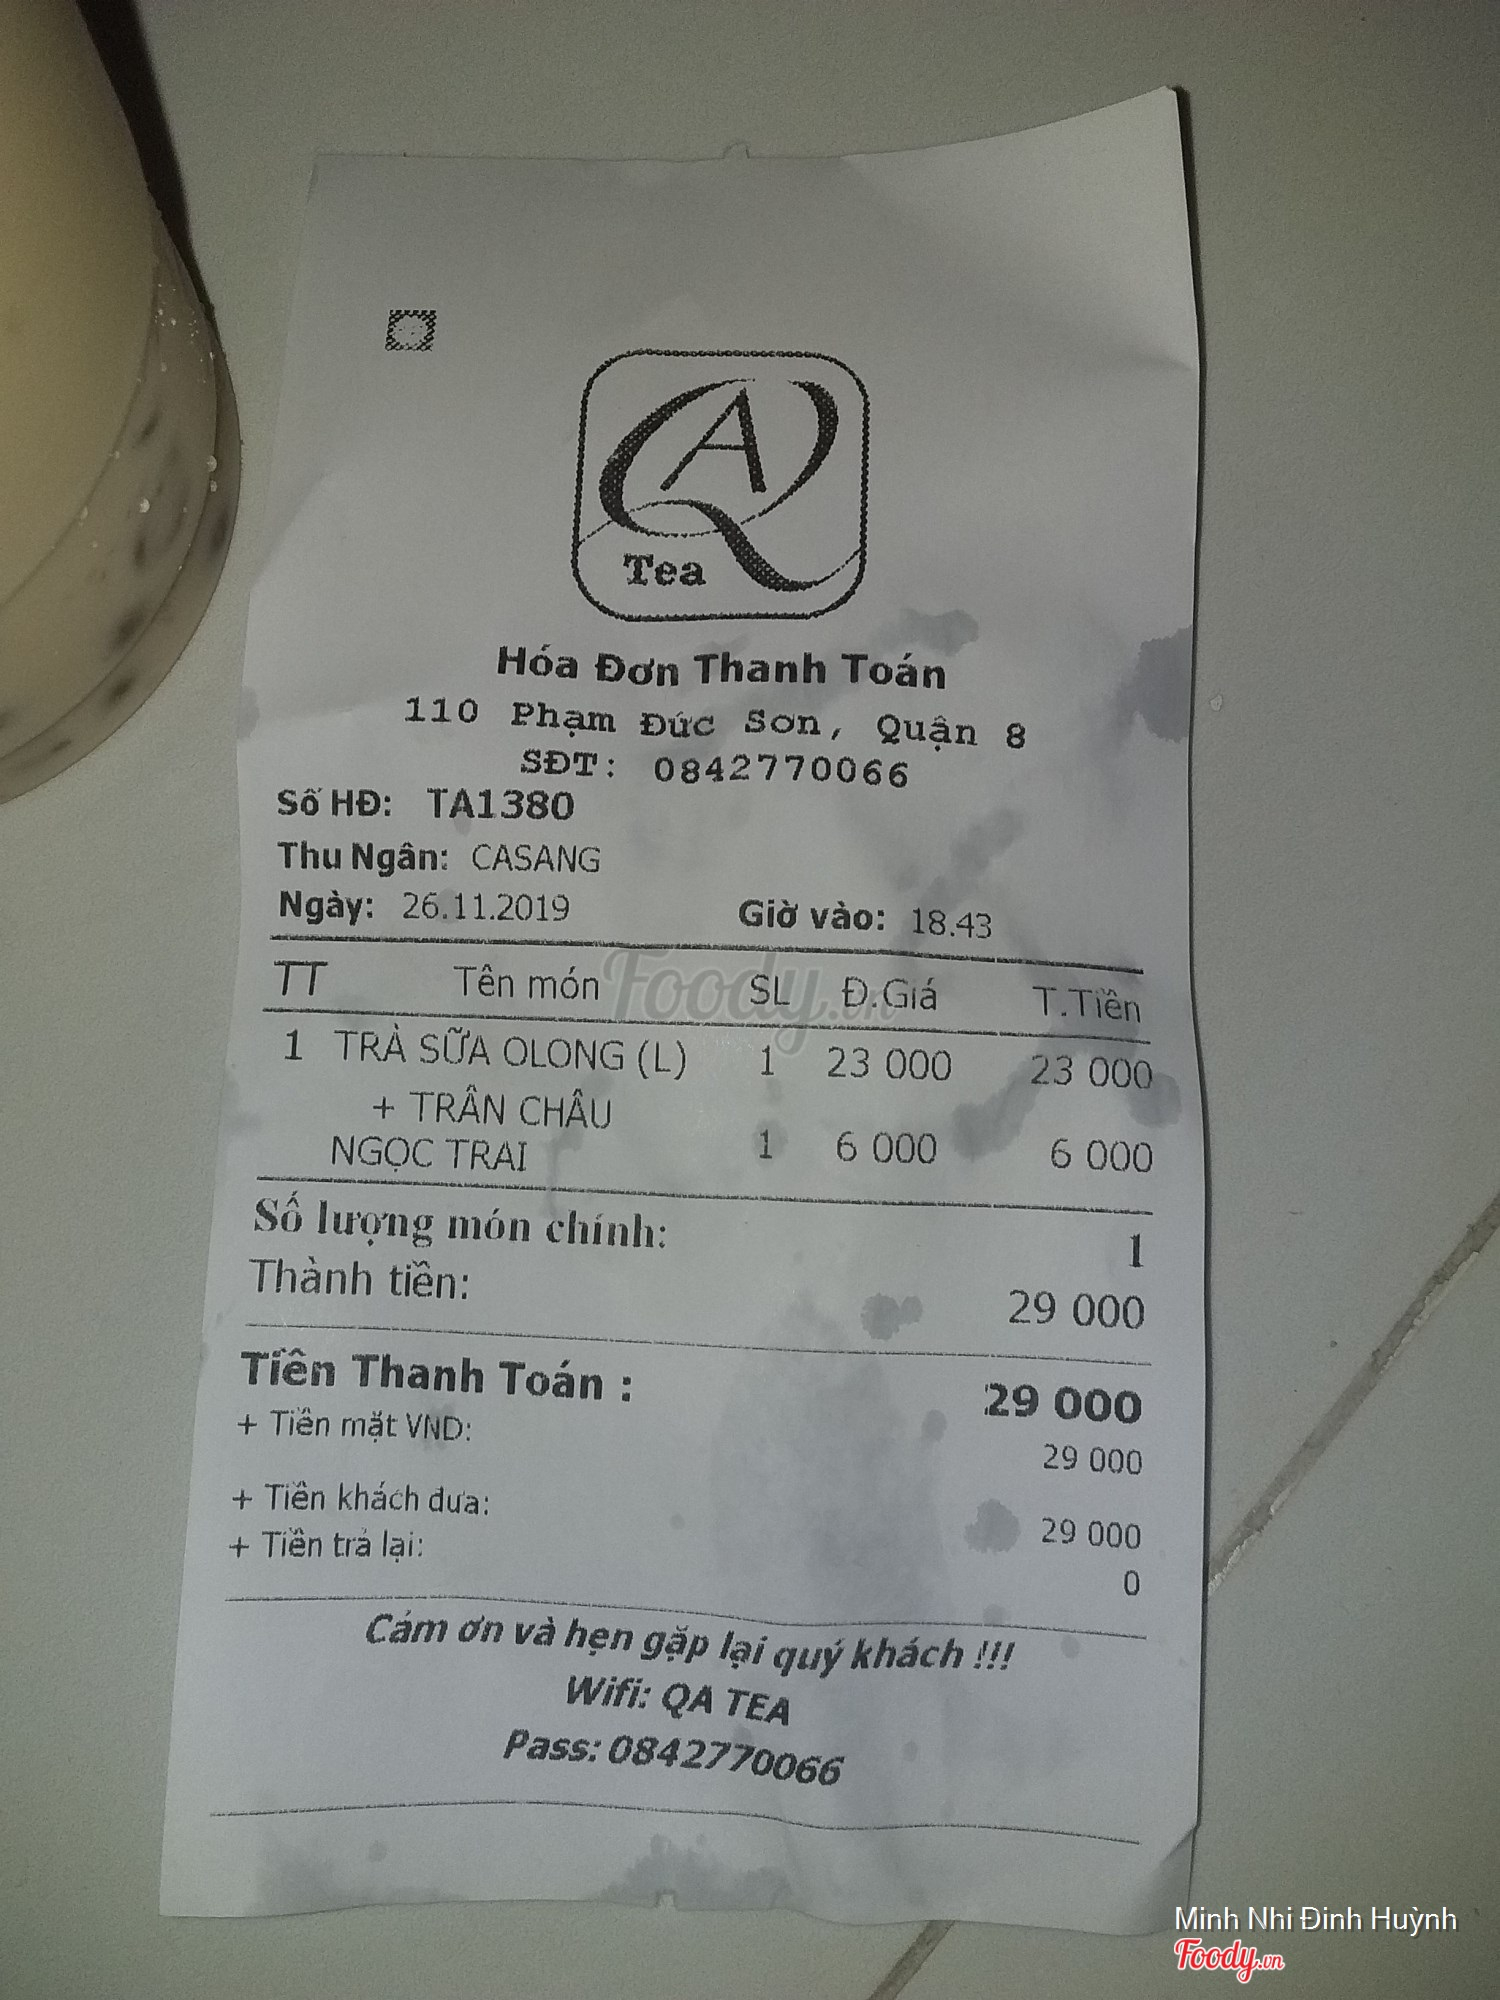 QA
Tea
Hóa Đơn Thanh Toán
110 Phạm Đức Sơn, Quận 8
SĐT: 0842770066
Số HĐ: TA1380
Thu Ngân: CASANG
Ngày: 26.11.2019 Giờ vào: 18.43
TT Tên món SL Đ.Giá T.Tiền
Foody.vn
1 TRÀ SỮA OLONG (L) 1 23 000 23 000
+ TRÂN CHÂU
NGỌC TRAI 1 6 000 6 000
Số lượng món chính: 1
Thành tiền: 29 000
Tiền Thanh Toán : 29 000
+ Tiền mặt VND: 29 000
+ Tiền khách đưa: 29 000
+ Tiền trả lại: 0
Cảm ơn và hẹn gặp lại quý khách !!!
Wifi: QA TEA
Pass: 0842770066
Minh Nhi Đinh Huỳnh
Foody.vn